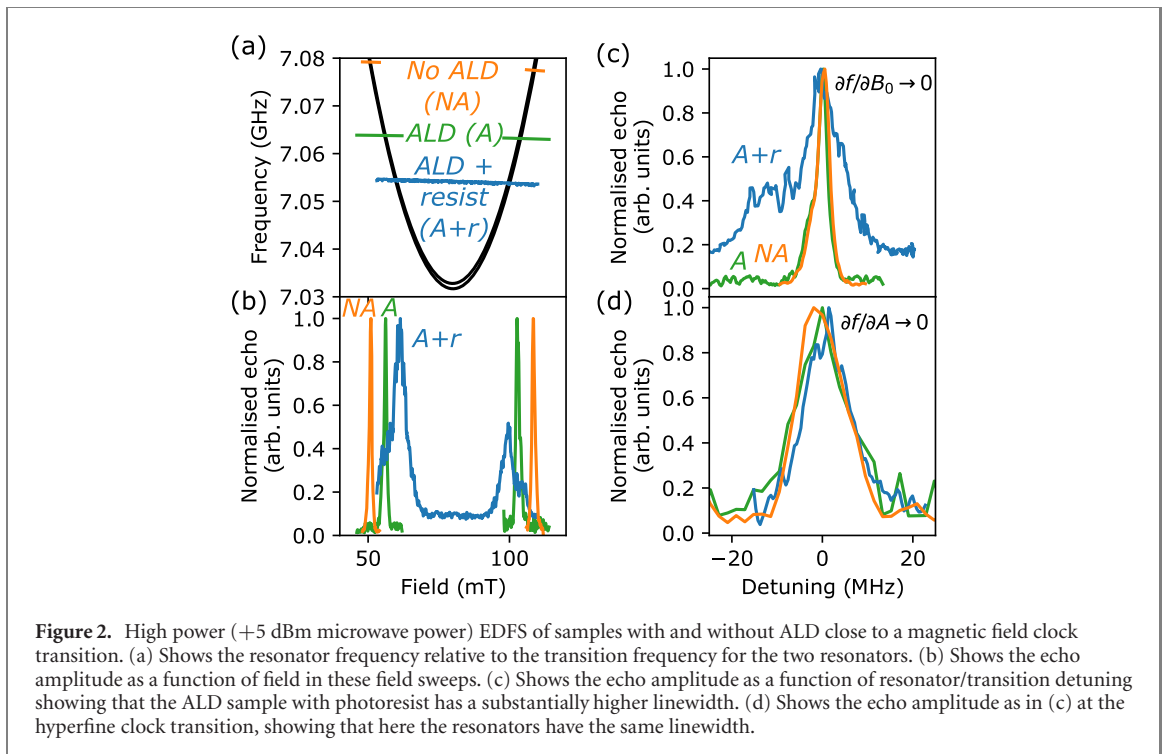 (a)
7.08
7.07
7.06
7.05
7.04
7.03
Frequency (GHz)
No ALD
(NA)
ALD (A)
ALD +
resist
(A+r)
(b)
1.0
0.8
0.6
0.4
0.2
0.0
Normalised echo
(arb. units)
NA A
A+r
50
100
Field (mT)
(c)
1.0
0.8
0.6
0.4
0.2
0.0
Normalised echo
(arb. units)
∂f/∂B₀ → 0
A+r
A NA
(d)
1.0
0.8
0.6
0.4
0.2
0.0
Normalised echo
(arb. units)
∂f/∂A → 0
−20
0
20
Detuning (MHz)
Figure 2. High power (+5 dBm microwave power) EDFS of samples with and without ALD close to a magnetic field clock
transition. (a) Shows the resonator frequency relative to the transition frequency for the two resonators. (b) Shows the echo
amplitude as a function of field in these field sweeps. (c) Shows the echo amplitude as a function of resonator/transition detuning
showing that the ALD sample with photoresist has a substantially higher linewidth. (d) Shows the echo amplitude as in (c) at the
hyperfine clock transition, showing that here the resonators have the same linewidth.